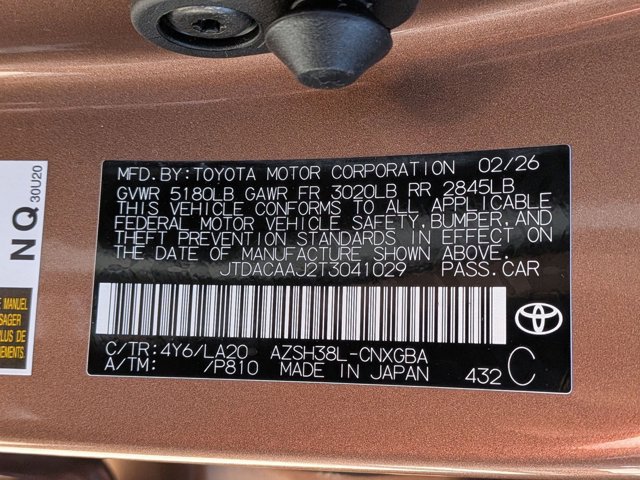 MFD. BY: TOYOTA MOTOR CORPORATION 02/26
GVWR 5180LB GAWR FR 3020LB RR 2845LB
THIS VEHICLE CONFORMS TO ALL APPLICABLE
FEDERAL MOTOR VEHICLE SAFETY, BUMPER, AND
THEFT PREVENTION STANDARDS IN EFFECT
ON THE DATE OF MANUFACTURE SHOWN ABOVE.
JTDACAAJ2T3041029 PASS.CAR
C/TR: 4Y6/LA20 AZSH38L-CNXGBA
A/TM: /P810 MADE IN JAPAN 432 C
NQ
30U20
E MANUEL
SAGER
PLUS DE